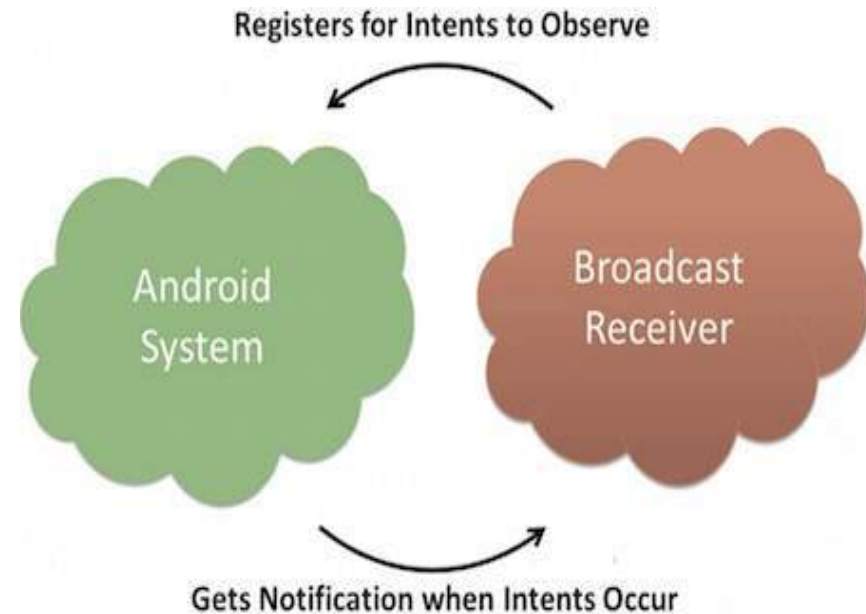 Registers for Intents to Observe
Android
System
Broadcast
Receiver
Gets Notification when Intents Occur